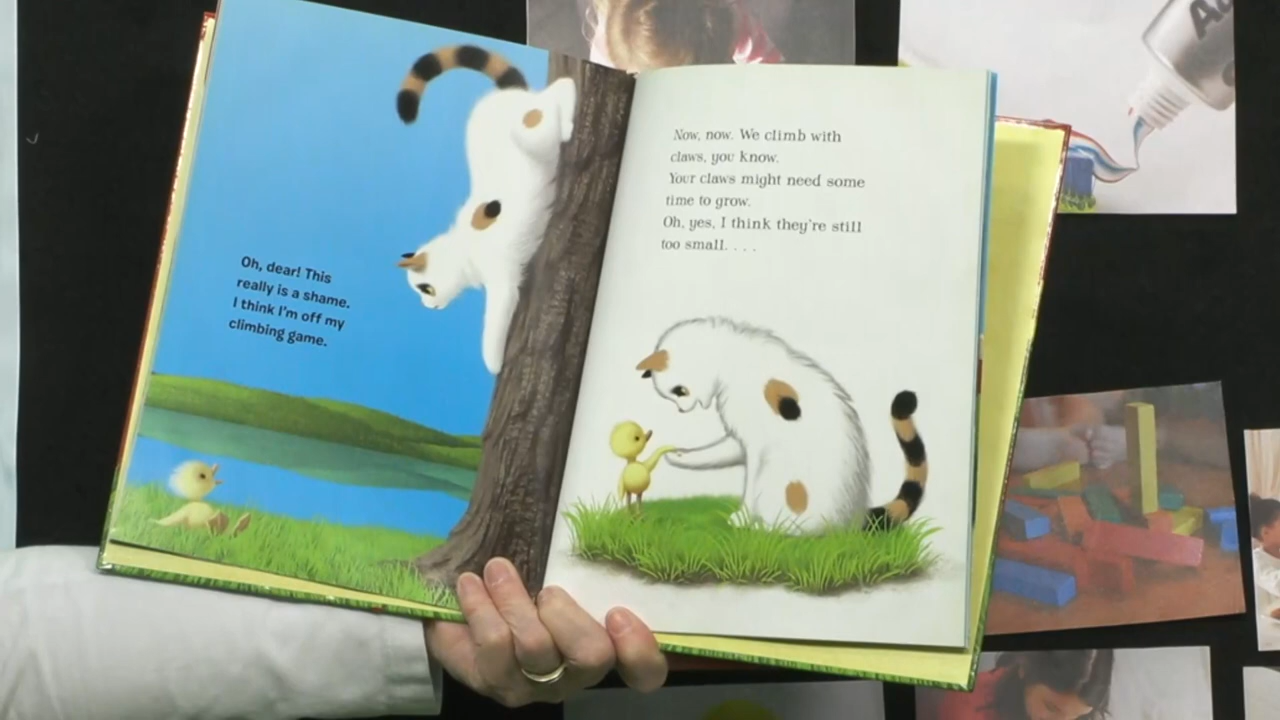 Oh, dear! This
really is a shame.
I think I'm off my
climbing game.
Now, now. We climb with
claws, you know.
Your claws might need some
time to grow.
Oh, yes, I think they're still
too small. . . .